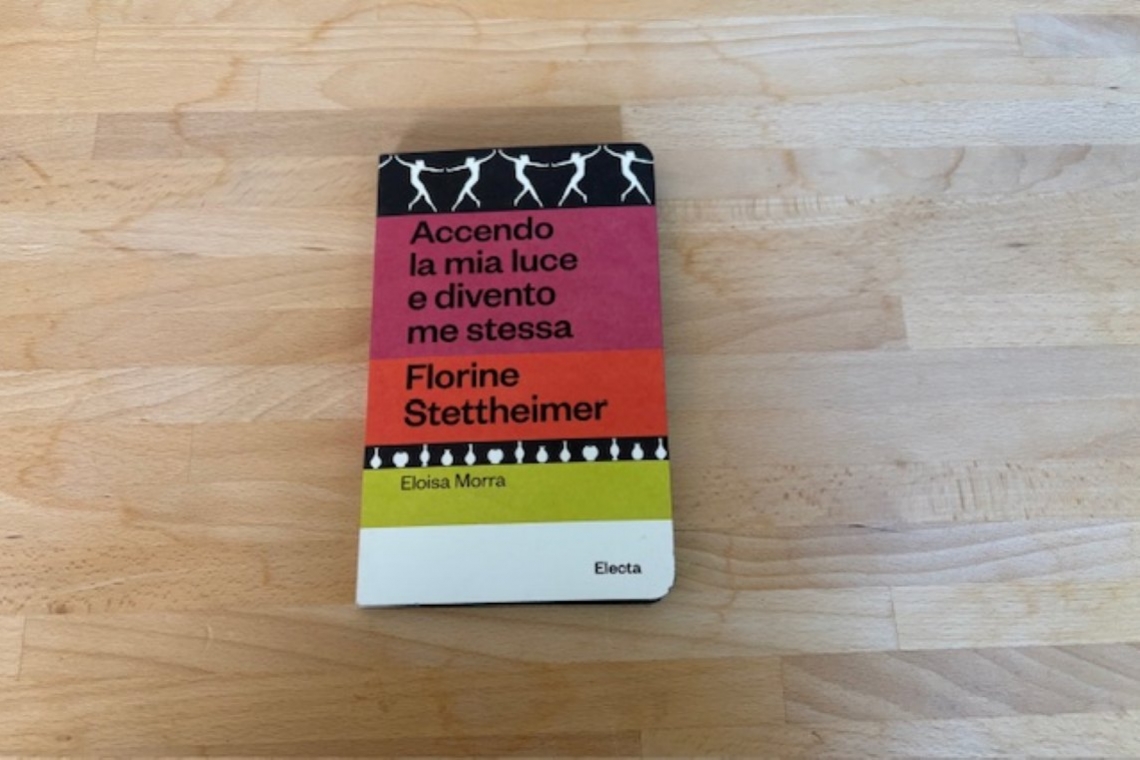 Accendo
la mia luce
e divento
me stessa
Florine
Stettheimer
Eloisa Morra
Electa